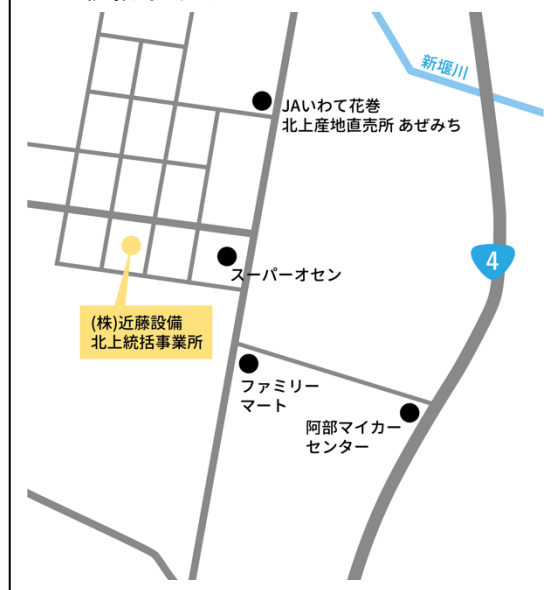 新堰川
JAいわて花巻
北上産地直売所 あぜみち
4
スーパーオセン
(株)近藤設備
北上統括事業所
ファミリー
マート
阿部マイカー
センター